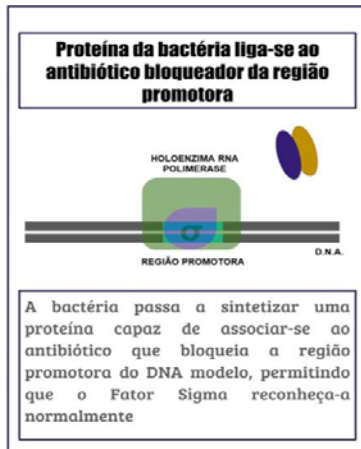 Proteína da bactéria liga-se ao
antibiótico bloqueador da região
promotora
HOLOENZIMA RNA
POLIMERASE
σ
D.N.A.
REGIÃO PROMOTORA
A bactéria passa a sintetizar uma
proteína capaz de associar-se ao
antibiótico que bloqueia a região
promotora do DNA modelo, permitindo
que o Fator Sigma reconheça-a
normalmente